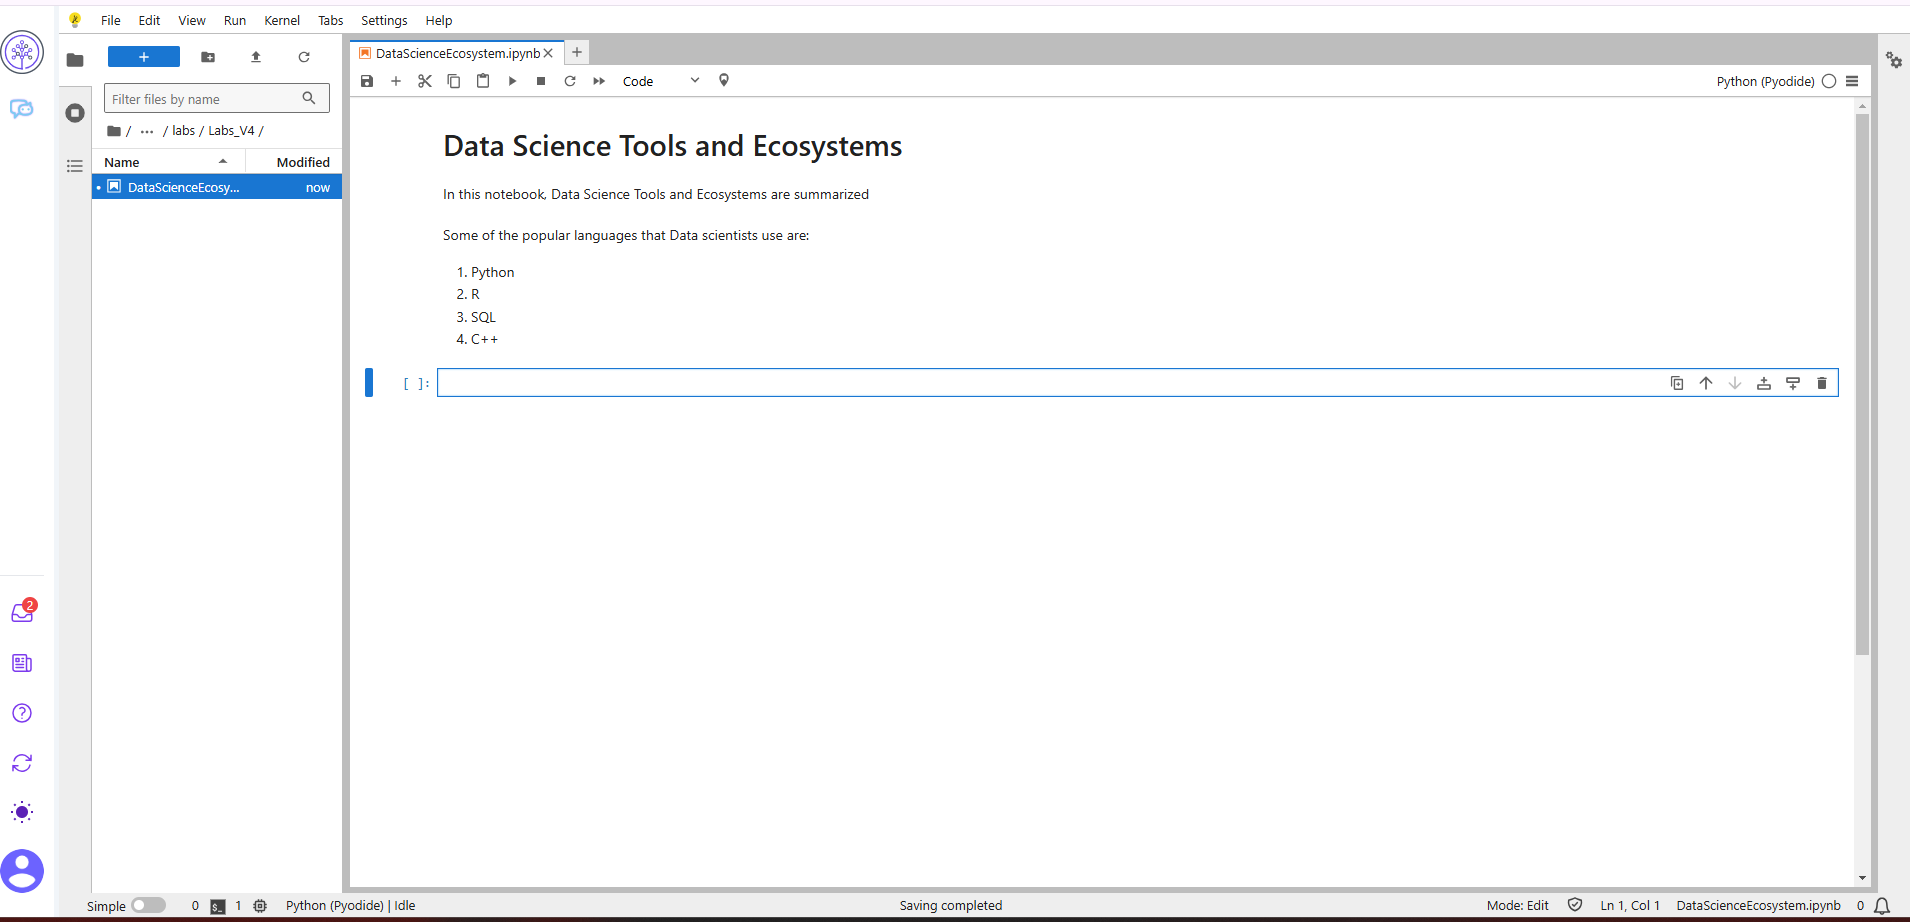 File Edit View Run Kernel Tabs Settings Help
DataScienceEcosystem.ipynb
Code
Python (Pyodide)
Filter files by name
/ ··· / labs / Labs_V4 /
Name Modified
DataScienceEcosy... now
Data Science Tools and Ecosystems
In this notebook, Data Science Tools and Ecosystems are summarized
Some of the popular languages that Data scientists use are:
1. Python
2. R
3. SQL
4. C++
[ ]:
2
Simple 0 $_ 1 Python (Pyodide) | Idle Saving completed Mode: Edit Ln 1, Col 1 DataScienceEcosystem.ipynb 0